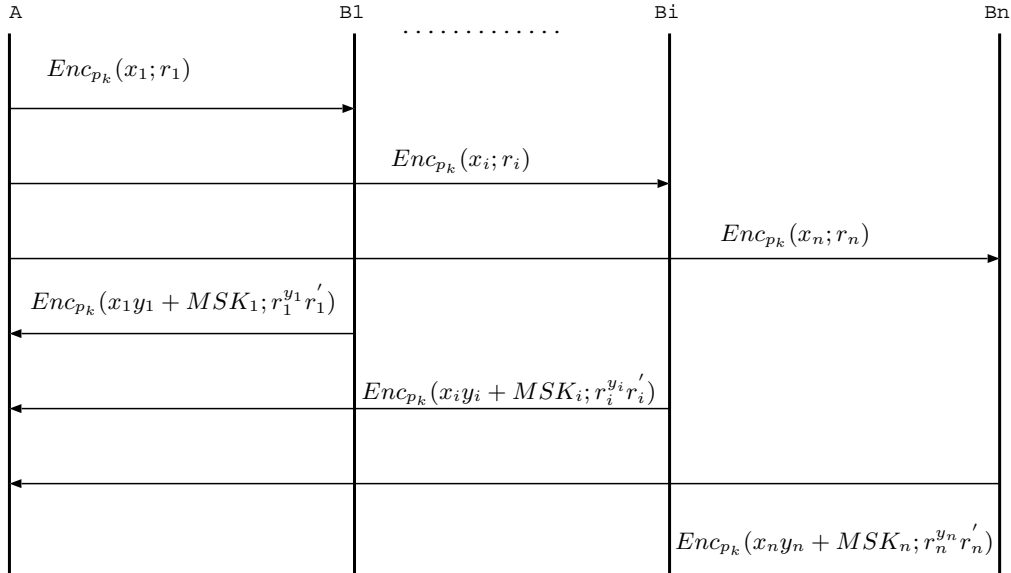 A B1 Bi Bn
. . . . . . . . . . . . .
Enc_{p_k}(x_1; r_1)
Enc_{p_k}(x_i; r_i)
Enc_{p_k}(x_n; r_n)
Enc_{p_k}(x_1y_1 + MSK_1; r_1^{y_1}r_1^{'})
Enc_{p_k}(x_iy_i + MSK_i; r_i^{y_i}r_i^{'})
Enc_{p_k}(x_ny_n + MSK_n; r_n^{y_n}r_n^{'})